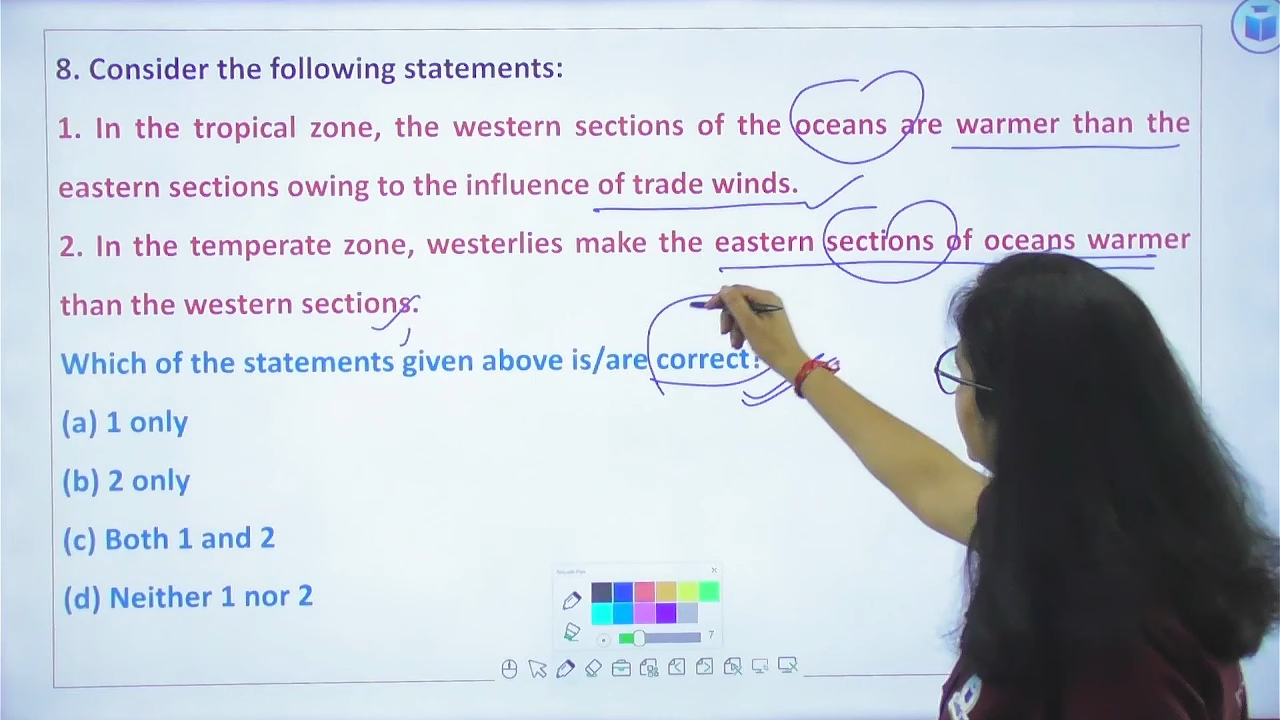 8. Consider the following statements:
1. In the tropical zone, the western sections of the oceans are warmer than the
eastern sections owing to the influence of trade winds.
2. In the temperate zone, westerlies make the eastern sections of oceans warmer
than the western sections.
Which of the statements given above is/are correct?
(a) 1 only
(b) 2 only
(c) Both 1 and 2
(d) Neither 1 nor 2
7